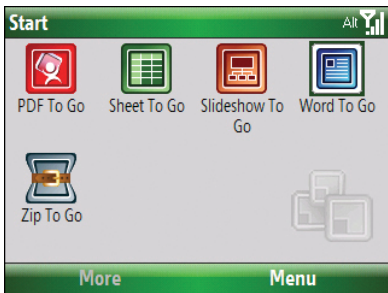 Start
Alt
PDF To Go
Sheet To Go
Slideshow To
Go
Word To Go
Zip To Go
More
Menu